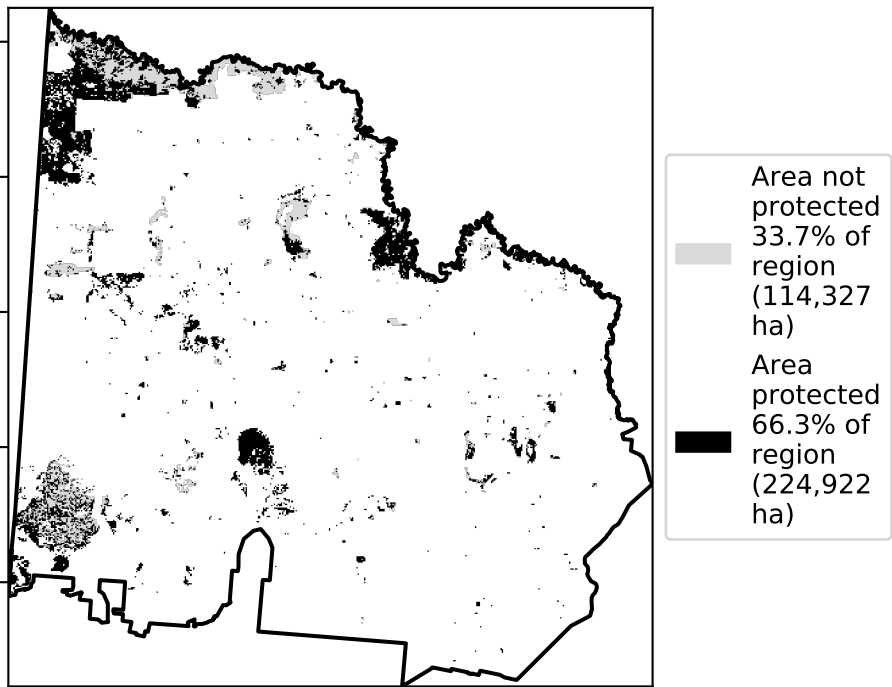 Area not
protected
33.7% of
region
(114,327
ha)
Area
protected
66.3% of
region
(224,922
ha)